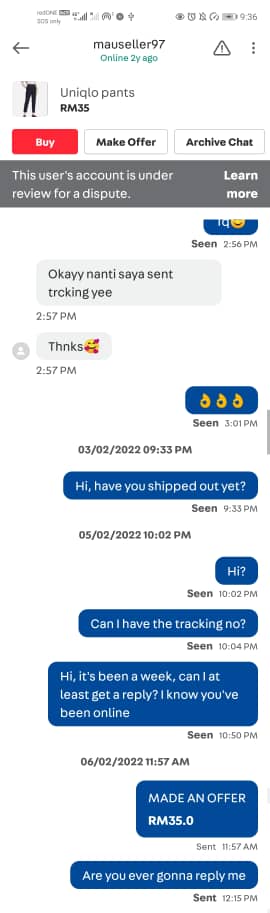 redONE
SOS only
9:36
mauseller97
Online 2y ago
Uniqlo pants
RM35
Buy
Make Offer
Archive Chat
This user's account is under
review for a dispute.
Learn
more
Seen 2:56 PM
Okayy nanti saya sent
trcking yee
2:57 PM
Thnks🥰
2:57 PM
👌👌👌
Seen 3:01 PM
03/02/2022 09:33 PM
Hi, have you shipped out yet?
Seen 9:33 PM
05/02/2022 10:02 PM
Hi?
Seen 10:02 PM
Can I have the tracking no?
Seen 10:04 PM
Hi, it's been a week, can I at
least get a reply? I know you've
been online
Seen 10:50 PM
06/02/2022 11:57 AM
MADE AN OFFER
RM35.0
Sent 11:57 AM
Are you ever gonna reply me
Sent 12:15 PM